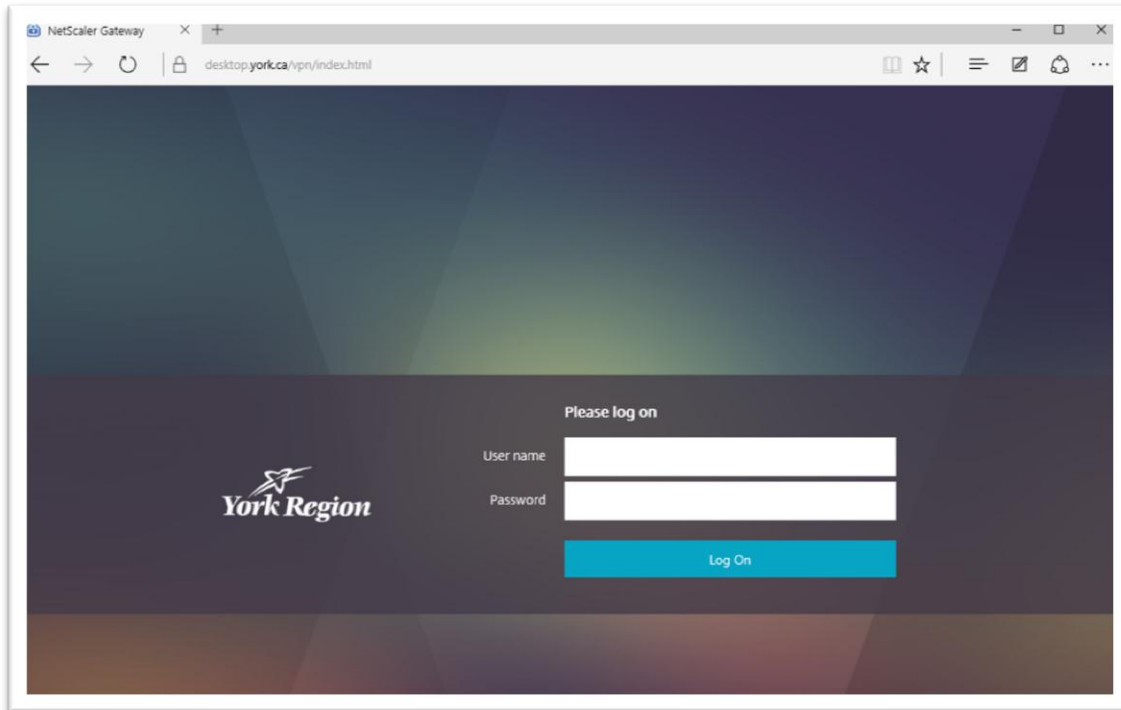 NetScaler Gateway
desktop.york.ca/vpn/index.html
Please log on
User name
York Region
Password
Log On